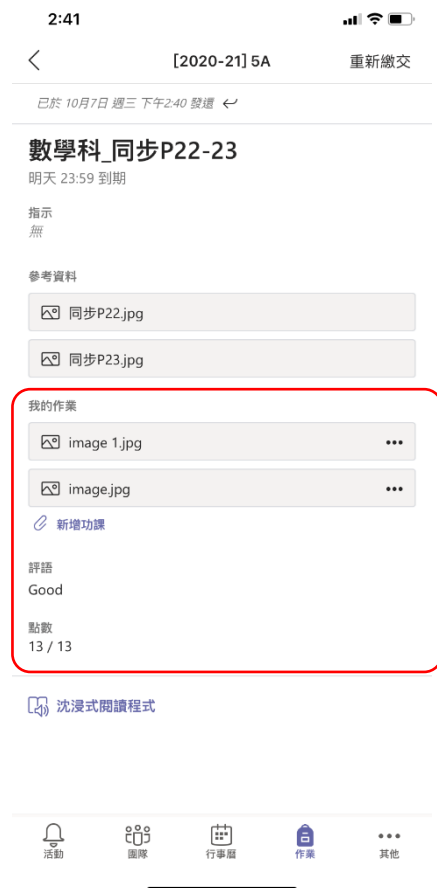 2:41
[2020-21] 5A
重新繳交
已於 10月7日 週三 下午2:40 發還
數學科_同步P22-23
明天 23:59 到期
指示
無
參考資料
同步P22.jpg
同步P23.jpg
我的作業
image 1.jpg
image.jpg
新增功課
評語
Good
點數
13 / 13
沈浸式閱讀程式
活動
團隊
行事曆
作業
其他